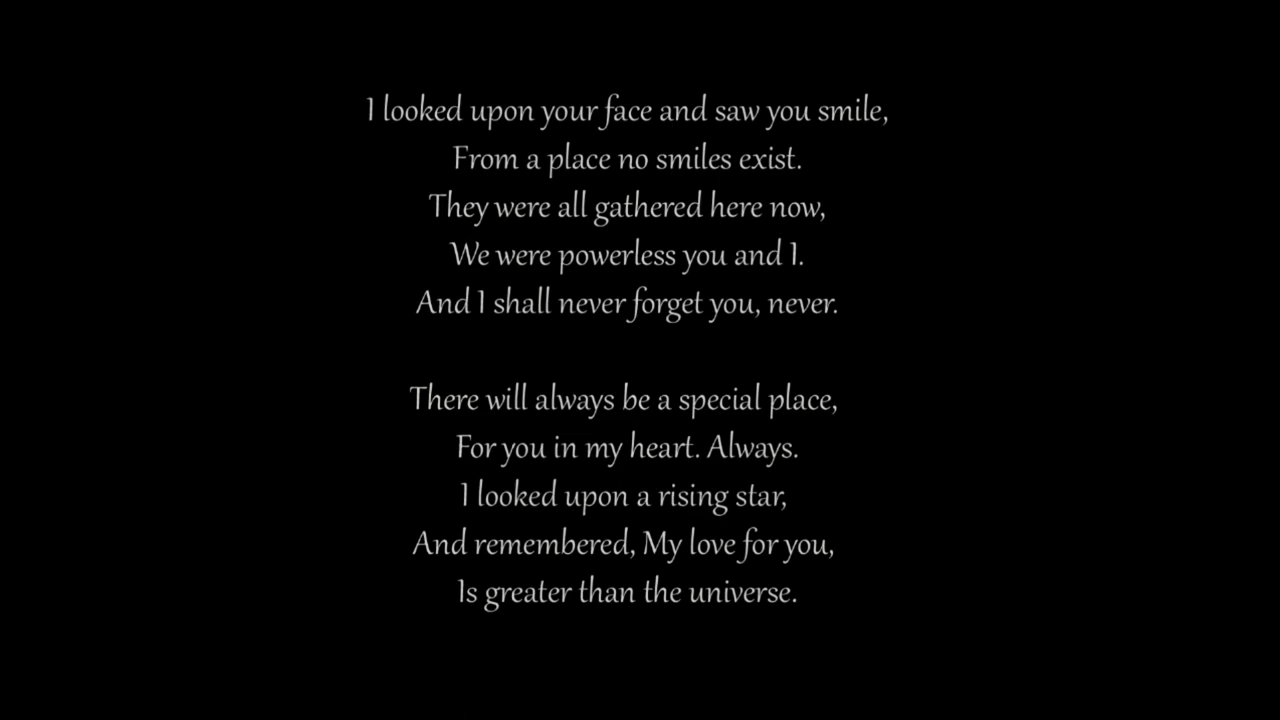 I looked upon your face and saw you smile,
From a place no smiles exist.
They were all gathered here now,
We were powerless you and I.
And I shall never forget you, never.
There will always be a special place,
For you in my heart. Always.
I looked upon a rising star,
And remembered, My love for you,
Is greater than the universe.